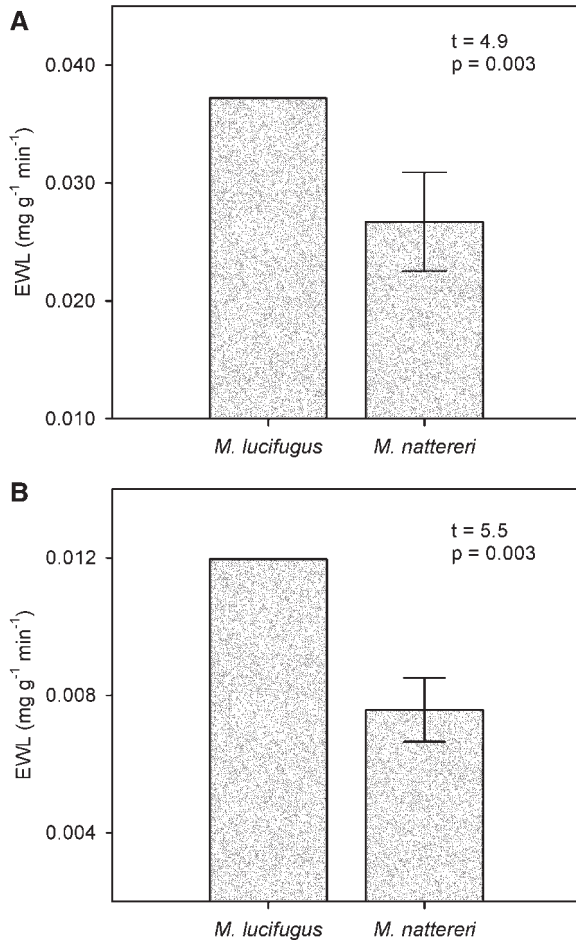 A
t = 4.9
p = 0.003
0.040
0.030
0.020
0.010
EWL (mg g⁻¹ min⁻¹)
M. lucifugus M. nattereri
B
t = 5.5
p = 0.003
0.012
0.008
0.004
EWL (mg g⁻¹ min⁻¹)
M. lucifugus M. nattereri